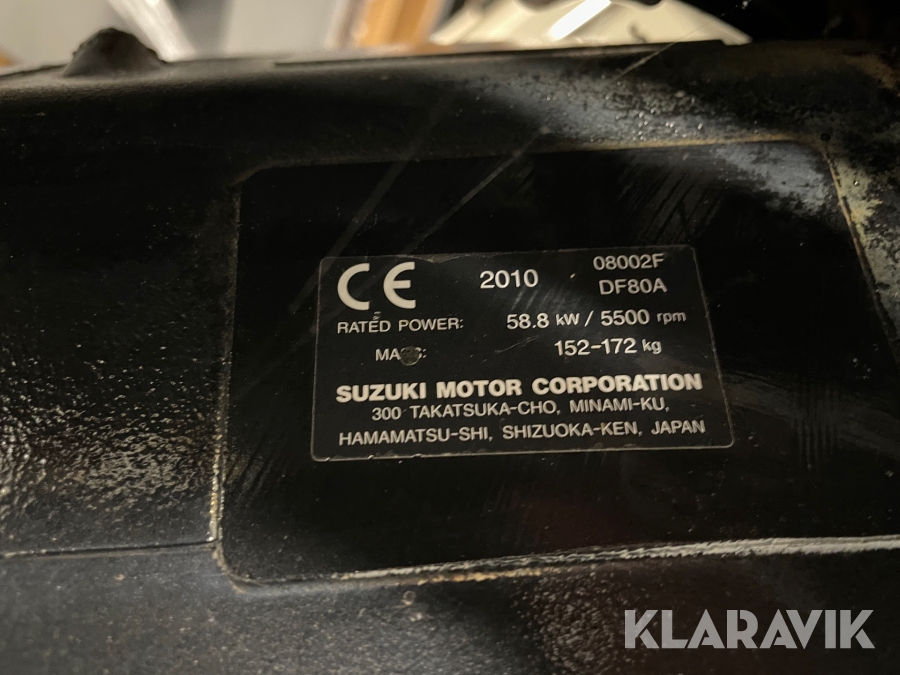 CE 2010 08002F
DF80A
RATED POWER: 58.8 kW / 5500 rpm
152-172 kg
SUZUKI MOTOR CORPORATION
300 TAKATSUKA-CHO, MINAMI-KU,
HAMAMATSU-SHI, SHIZUOKA-KEN, JAPAN
KLARAVIK